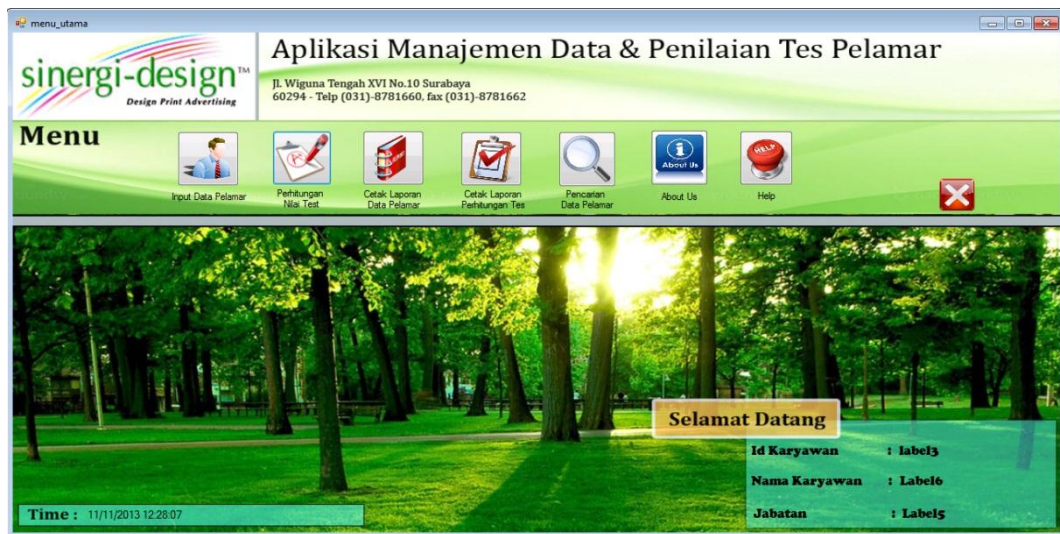 menu_utama
sinergi-design™
Design Print Advertising
Aplikasi Manajemen Data & Penilaian Tes Pelamar
Jl. Wiguna Tengah XVI No.10 Surabaya
60294 - Telp (031)-8781660, fax (031)-8781662
Menu
Input Data Pelamar
Perhitungan
Nilai Test
Cetak Laporan
Data Pelamar
Cetak Laporan
Perhitungan Tes
Pencarian
Data Pelamar
About Us
About Us
HELP
Help
Selamat Datang
Id Karyawan : label3
Nama Karyawan : Label6
Jabatan : Label5
Time : 11/11/2013 12:28:07